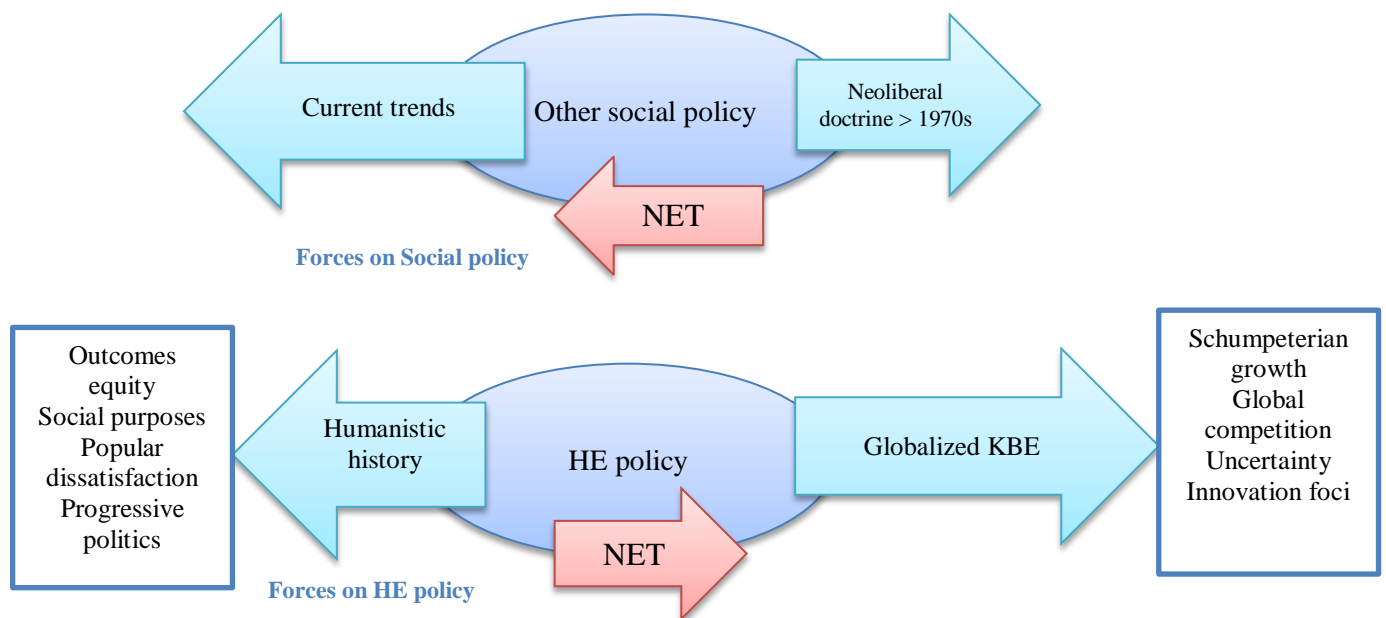 Current trends
Other social policy
Neoliberal
doctrine > 1970s
NET
Forces on Social policy
Outcomes
equity
Social purposes
Popular
dissatisfaction
Progressive
politics
Humanistic
history
HE policy
Globalized KBE
Schumpeterian
growth
Global
competition
Uncertainty
Innovation foci
NET
Forces on HE policy